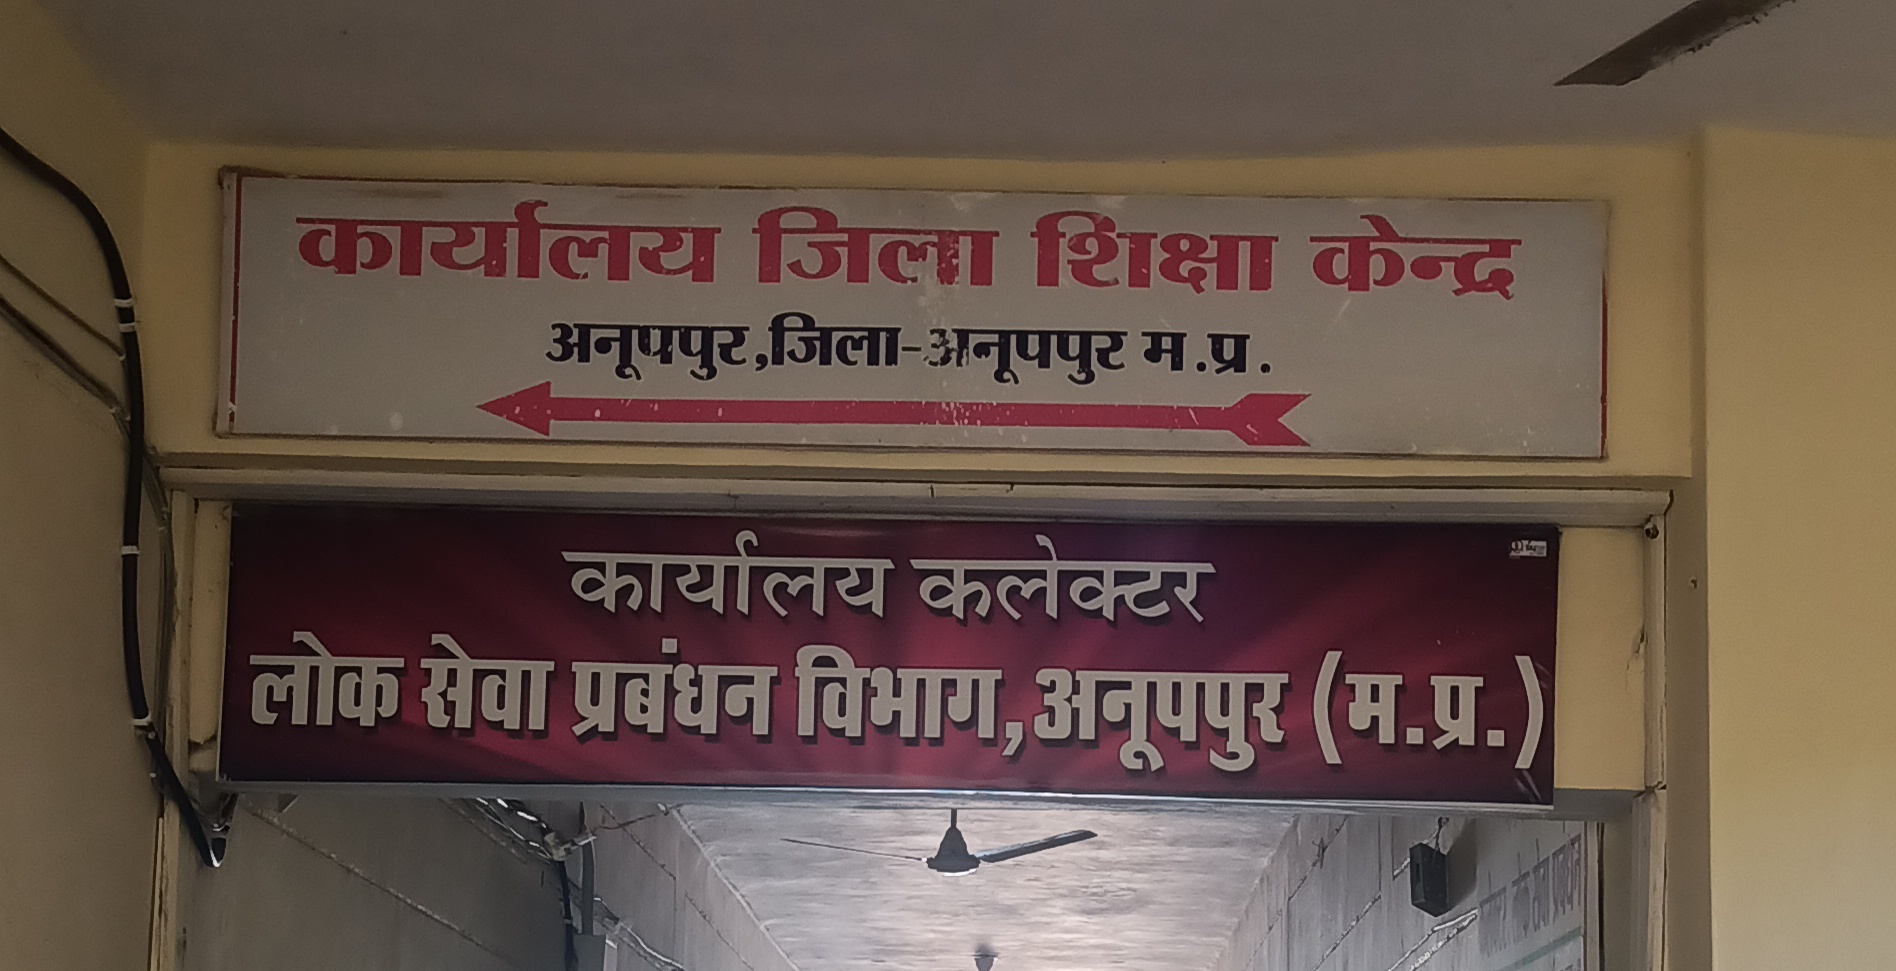 कार्यालय जिला शिक्षा केन्द्र
अनूपपुर,जिला-अनूपपुर म.प्र.
कार्यालय कलेक्टर
लोक सेवा प्रबंधन विभाग,अनूपपुर (म.प्र.)